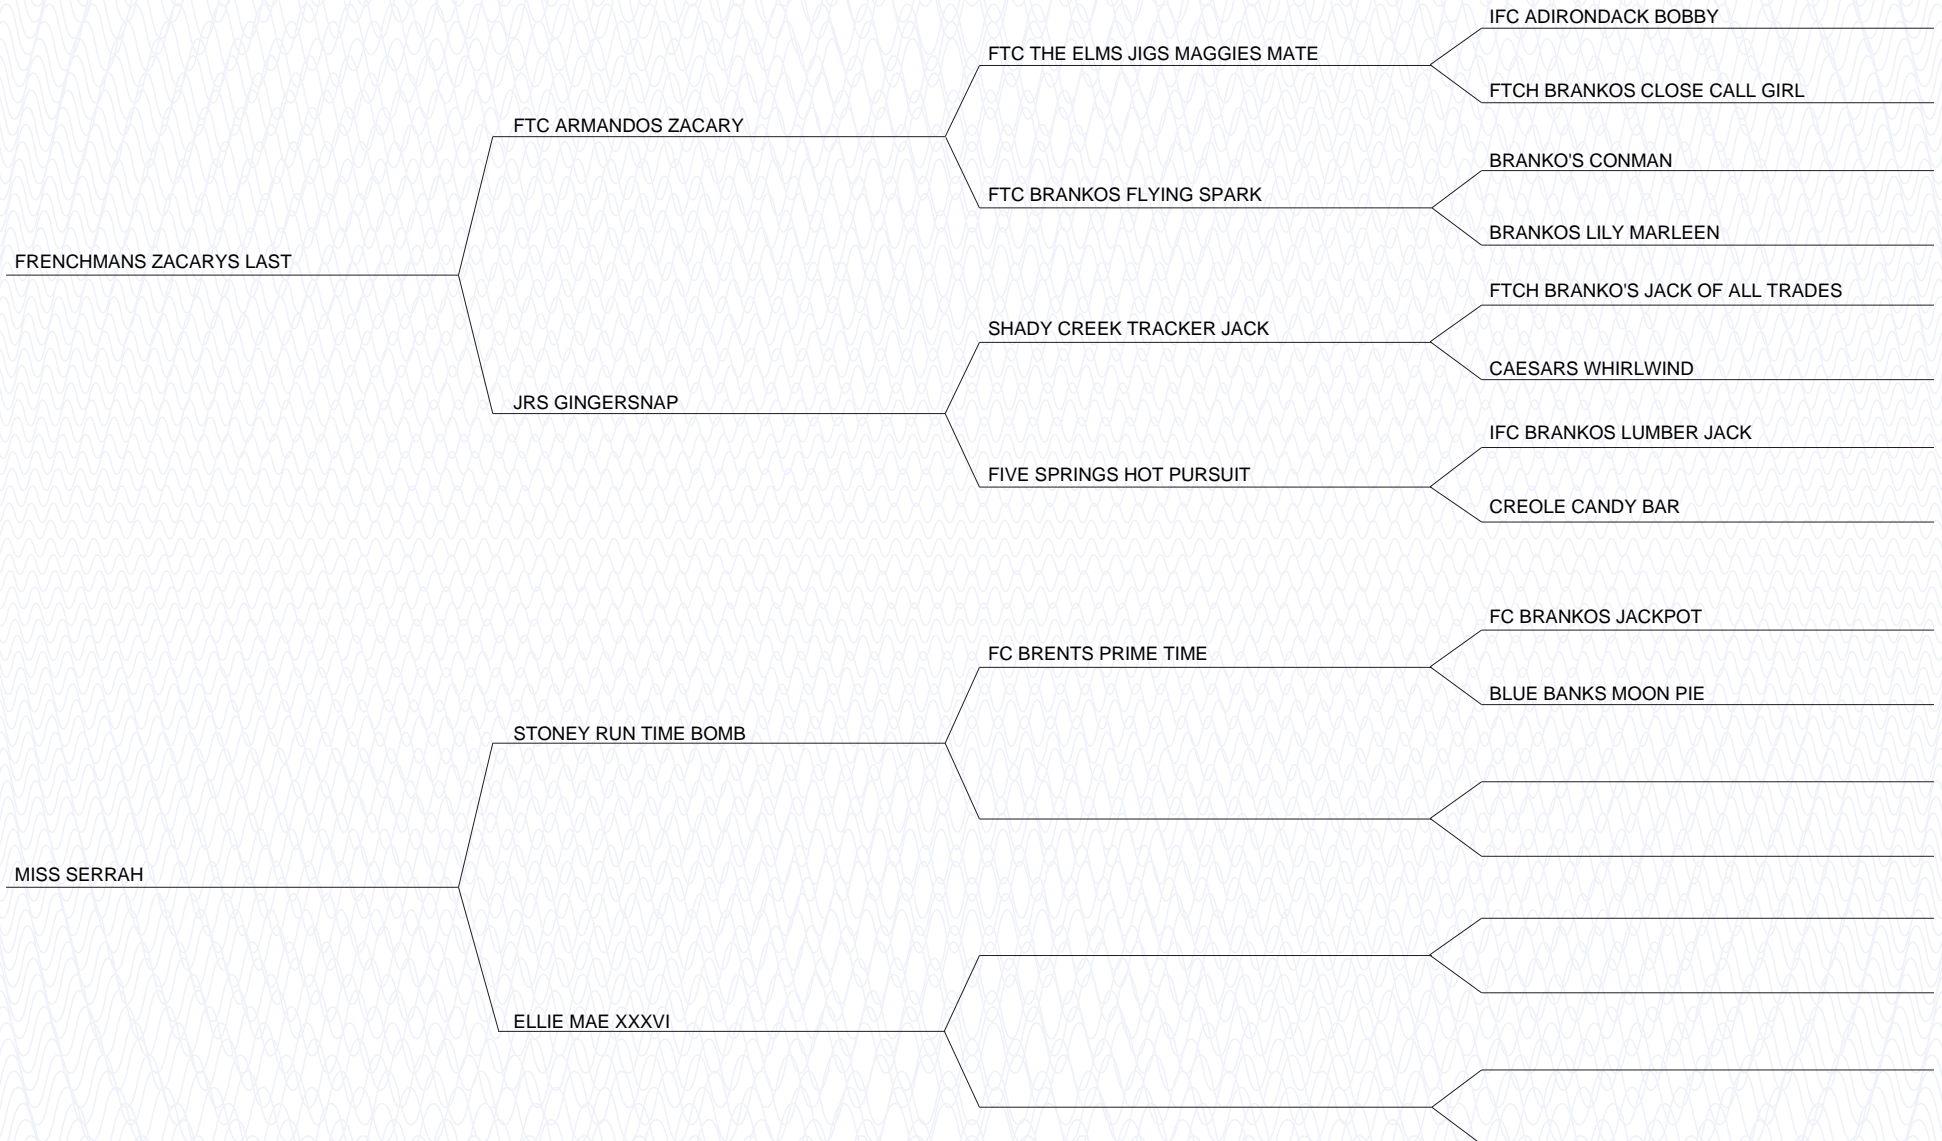 IFC ADIRONDACK BOBBY
FTC THE ELMS JIGS MAGGIES MATE
FTCH BRANKOS CLOSE CALL GIRL
FTC ARMANDOS ZACARY
BRANKO'S CONMAN
FTC BRANKOS FLYING SPARK
BRANKOS LILY MARLEEN
FRENCHMANS ZACARYS LAST
FTCH BRANKO'S JACK OF ALL TRADES
SHADY CREEK TRACKER JACK
CAESARS WHIRLWIND
JRS GINGERSNAP
IFC BRANKOS LUMBER JACK
FIVE SPRINGS HOT PURSUIT
CREOLE CANDY BAR
FC BRANKOS JACKPOT
FC BRENTS PRIME TIME
BLUE BANKS MOON PIE
STONEY RUN TIME BOMB
MISS SERRAH
ELLIE MAE XXXVI